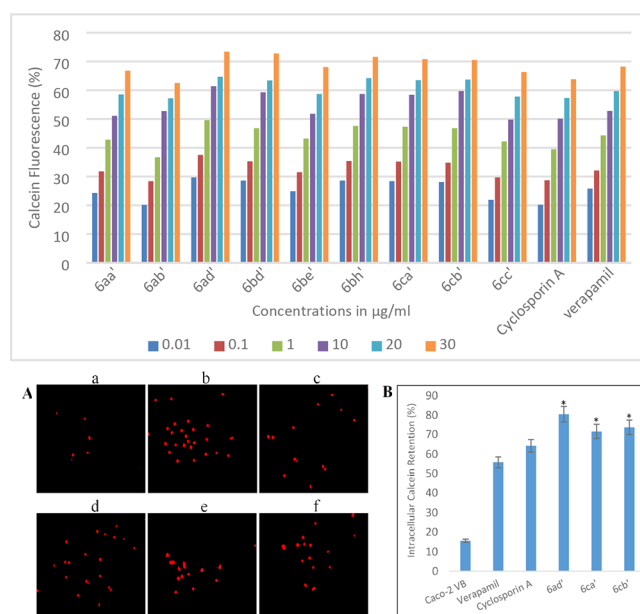 80
70
60
50
40
30
20
10
0
Calcein Fluorescence (%)
6aa' 6ab' 6ad' 6bd' 6be' 6bh' 6ca' 6cb' 6cc' Cyclosporin A verapamil
Concentrations in µg/ml
0.01 0.1 1 10 20 30
A
a b c
d e f
B
90
80
70
60
50
40
30
20
10
0
Intracellular Calcein Retention (%)
* * *
Caco-2 VB Verapamil Cyclosporin A 6ad' 6ca' 6cb'